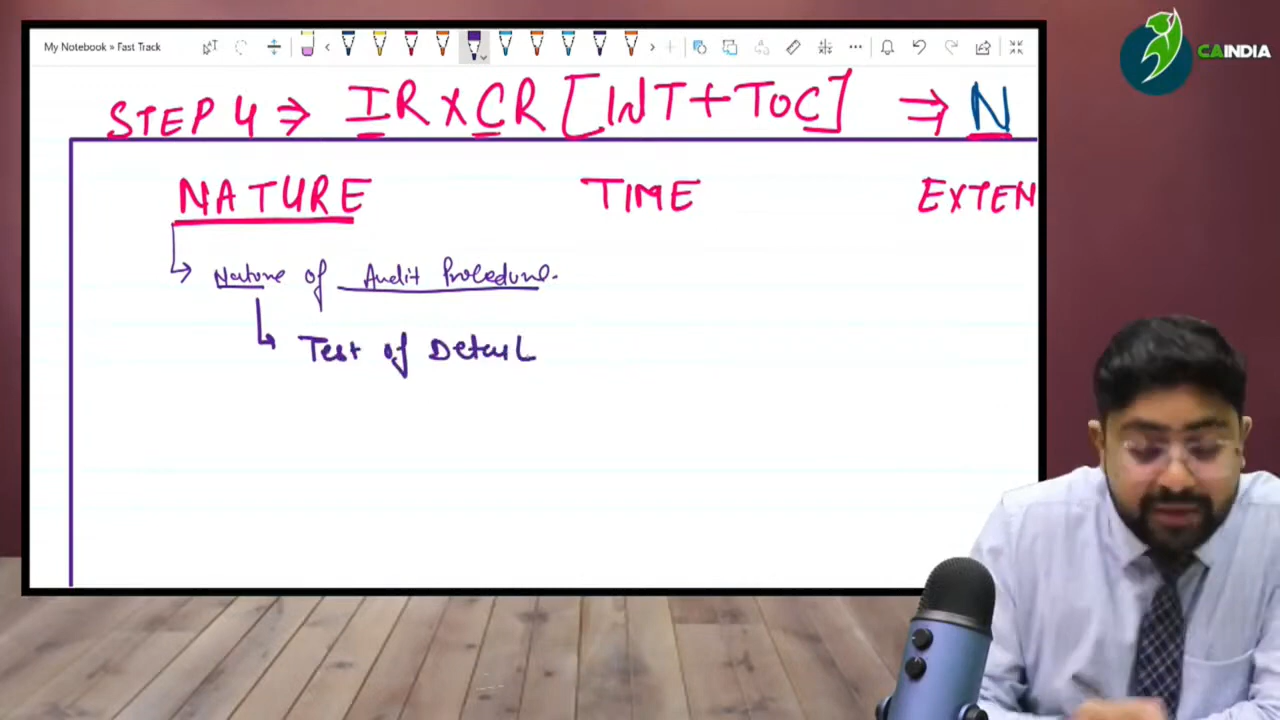 My Notebook » Fast Track
CAINDIA
STEP 4 ⇒ IR X CR [INT + TOC] ⇒ N
NATURE TIME EXTEN
Nature of Audit Procedure.
Test of Detail